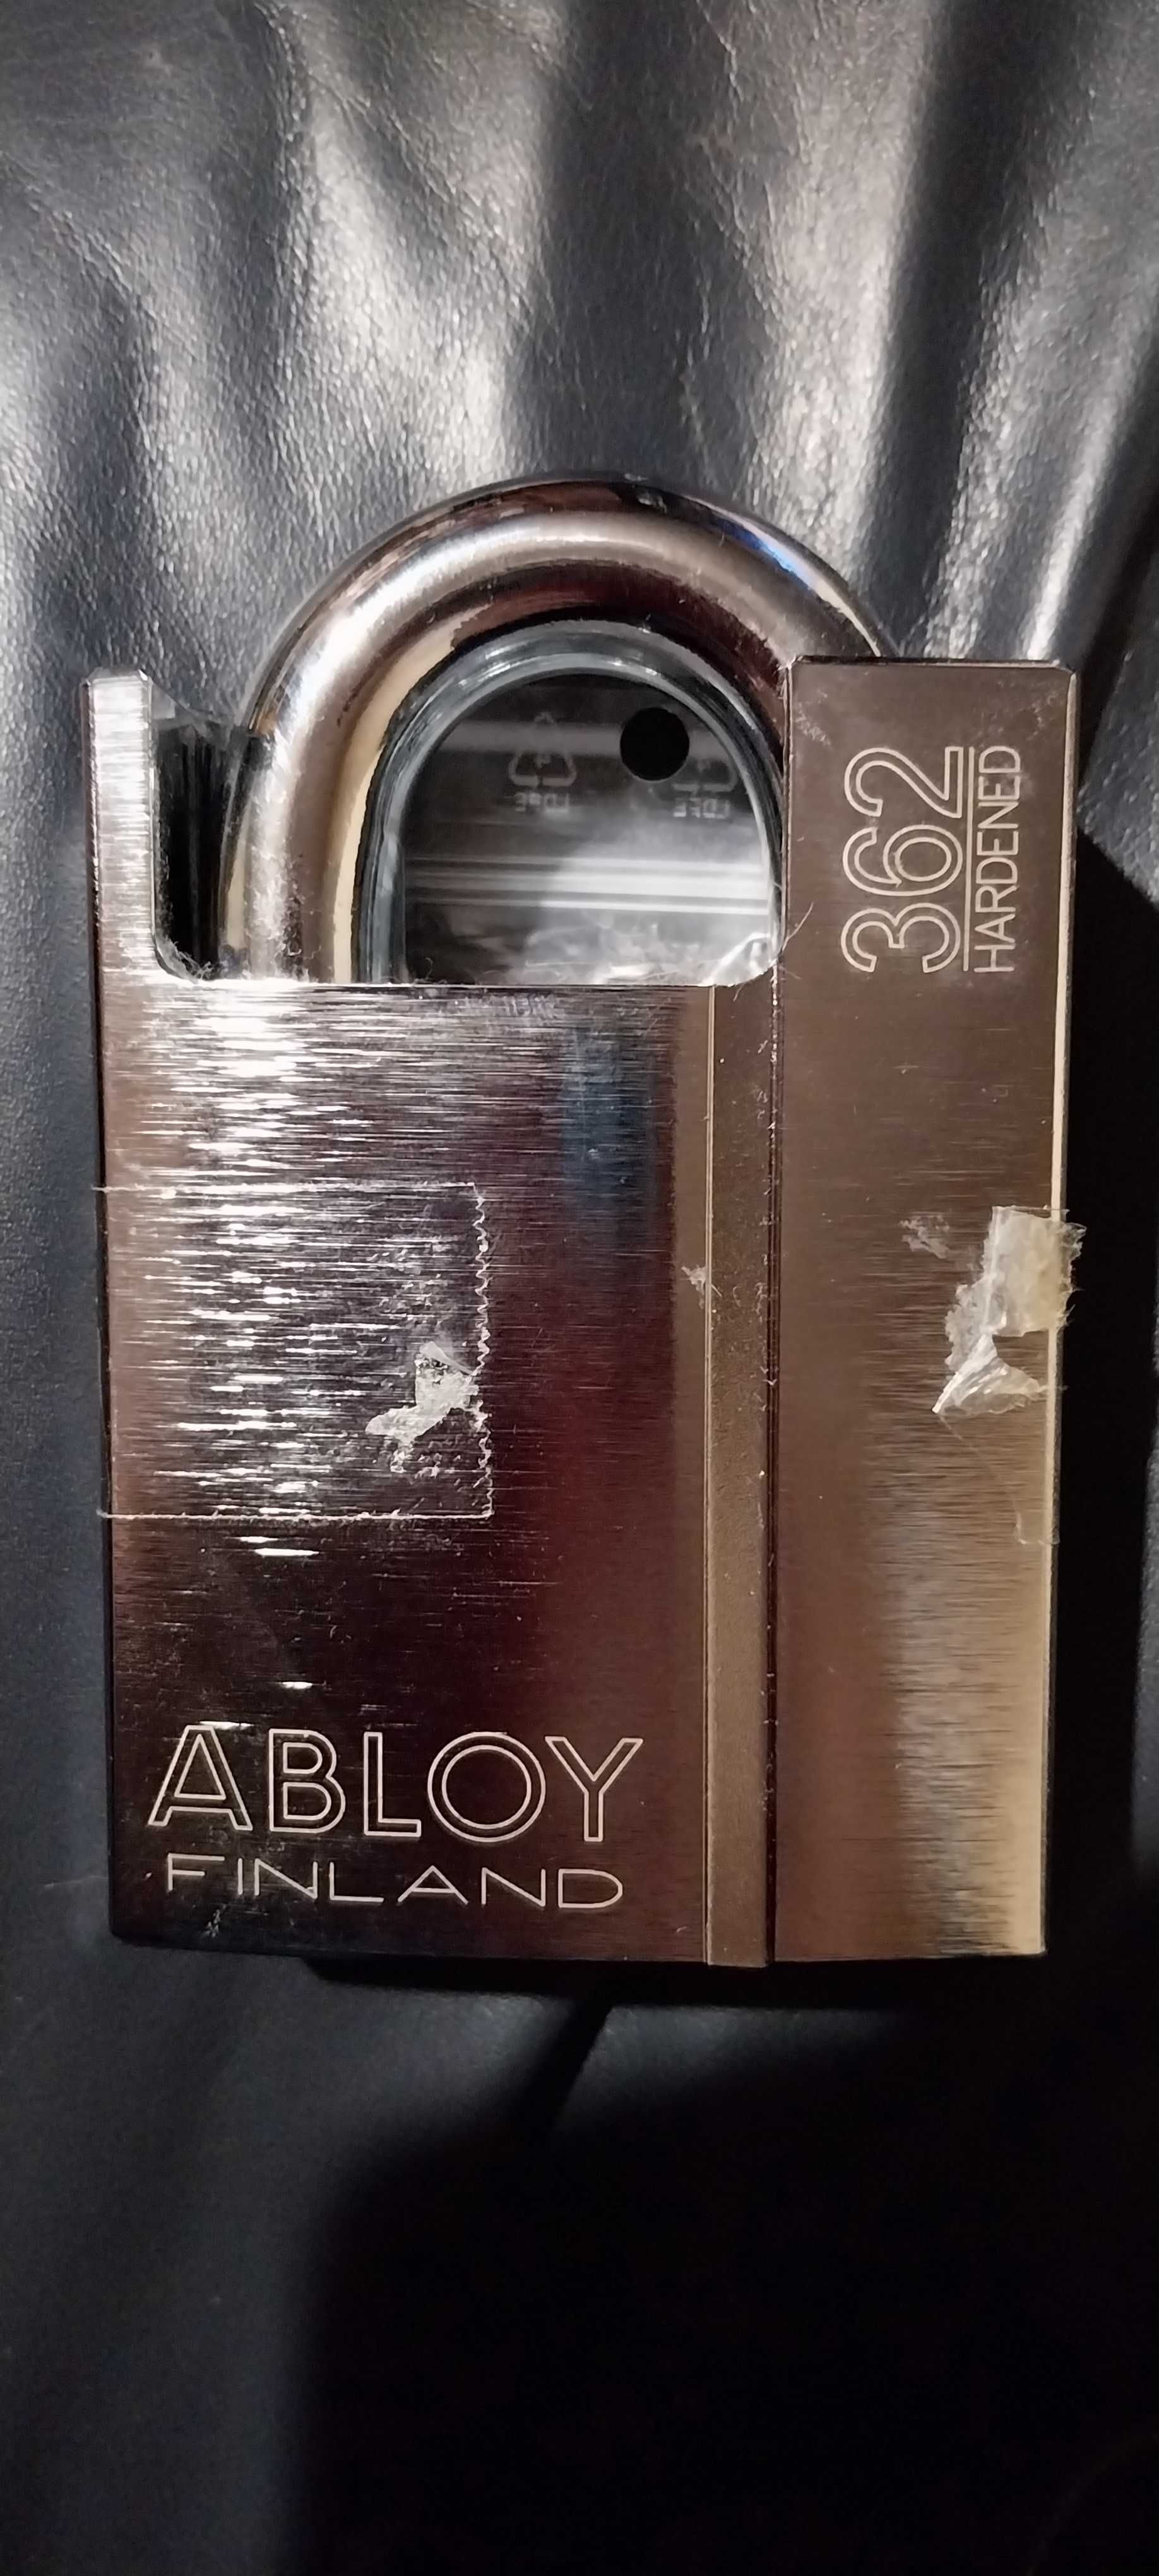 362
HARDENED
ABLOY
FINLAND